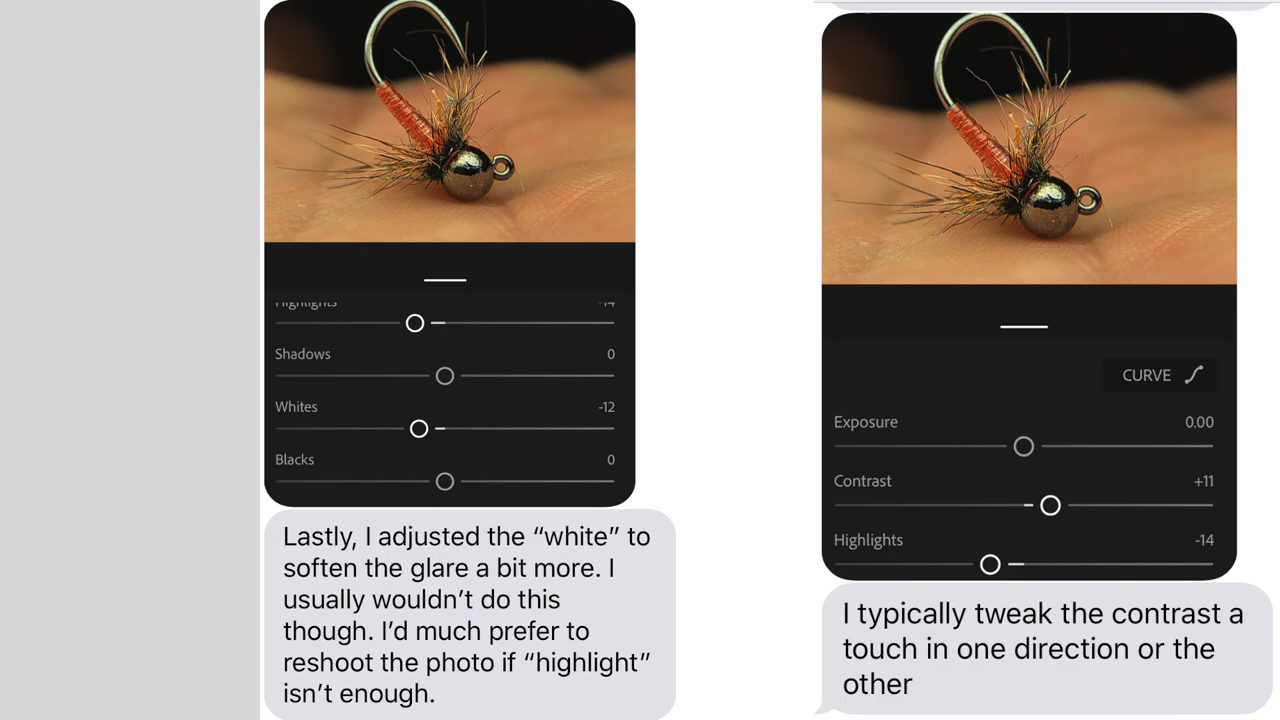 Highlights -14
Shadows 0
Whites -12
Blacks 0
Lastly, I adjusted the “white” to
soften the glare a bit more. I
usually wouldn’t do this
though. I’d much prefer to
reshoot the photo if “highlight”
isn’t enough.
CURVE
Exposure 0.00
Contrast +11
Highlights -14
I typically tweak the contrast a
touch in one direction or the
other